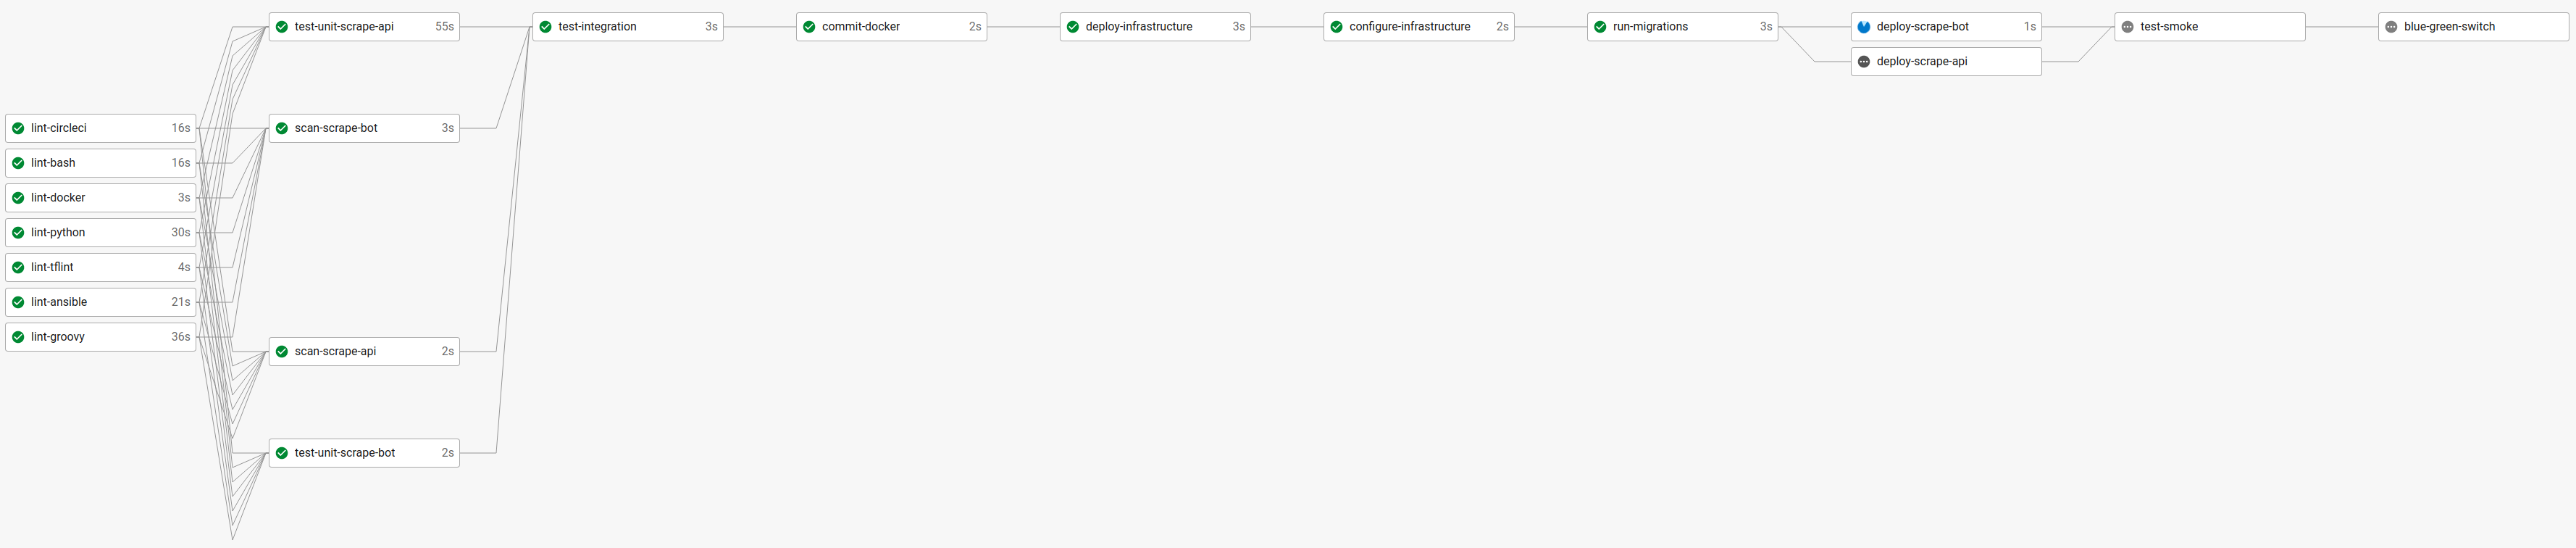 test-unit-scrape-api 55s
test-integration 3s
commit-docker 2s
deploy-infrastructure 3s
configure-infrastructure 2s
run-migrations 3s
deploy-scrape-bot 1s
test-smoke
blue-green-switch
deploy-scrape-api
lint-circleci 16s
scan-scrape-bot 3s
lint-bash 16s
lint-docker 3s
lint-python 30s
lint-tflint 4s
lint-ansible 21s
lint-groovy 36s
scan-scrape-api 2s
test-unit-scrape-bot 2s